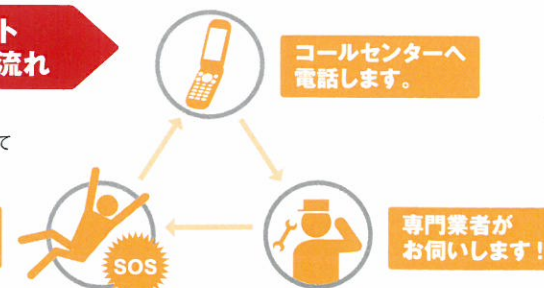 ト
流れ
コールセンターへ
電話します。
て
SOS
専門業者が
お伺いします!